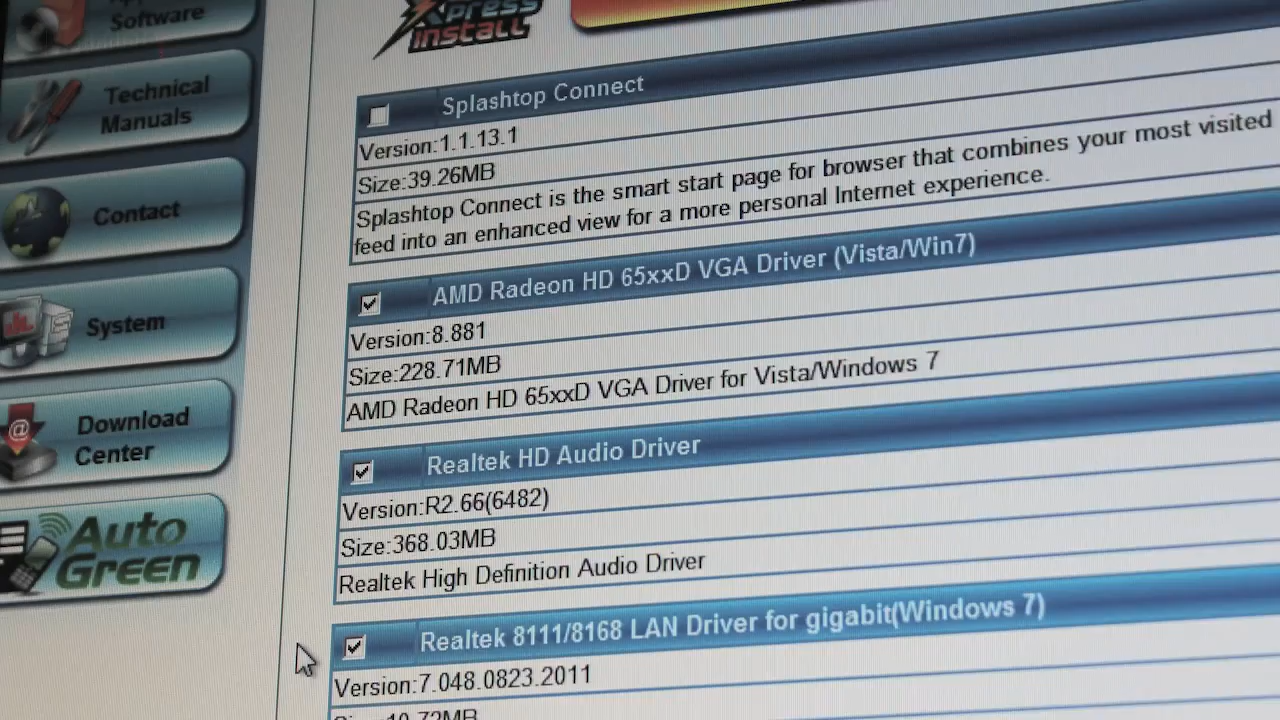 Software
Technical
Manuals
Contact
System
Download
Center
Auto
Green
Xpress
install
Splashtop Connect
Version:1.1.13.1
Size:39.26MB
Splashtop Connect is the smart start page for browser that combines your most visited
feed into an enhanced view for a more personal Internet experience.
AMD Radeon HD 65xxD VGA Driver (Vista/Win7)
Version:8.881
Size:228.71MB
AMD Radeon HD 65xxD VGA Driver for Vista/Windows 7
Realtek HD Audio Driver
Version:R2.66(6482)
Size:368.03MB
Realtek High Definition Audio Driver
Realtek 8111/8168 LAN Driver for gigabit(Windows 7)
Version:7.048.0823.2011
Size:10.72MB